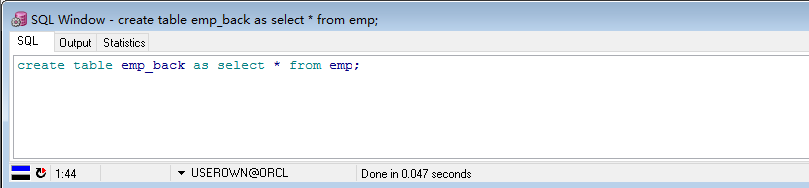 SQL Window - create table emp_back as select * from emp;
SQL Output Statistics
create table emp_back as select * from emp;
1:44 USEROWN@ORCL Done in 0.047 seconds